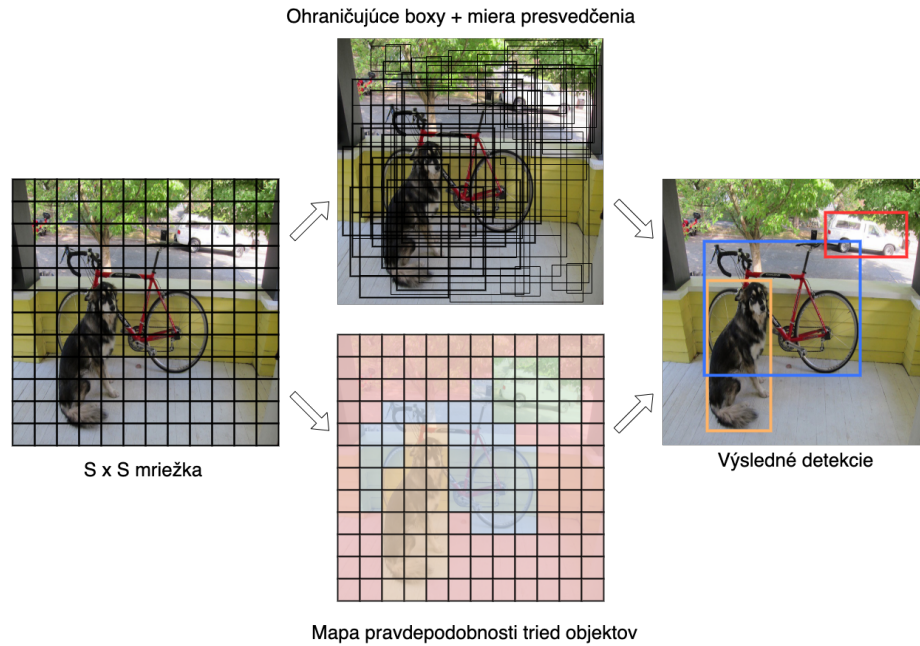 Ohraničujúce boxy + miera presvedčenia
S x S mriežka
Výsledné detekcie
Mapa pravdepodobnosti tried objektov